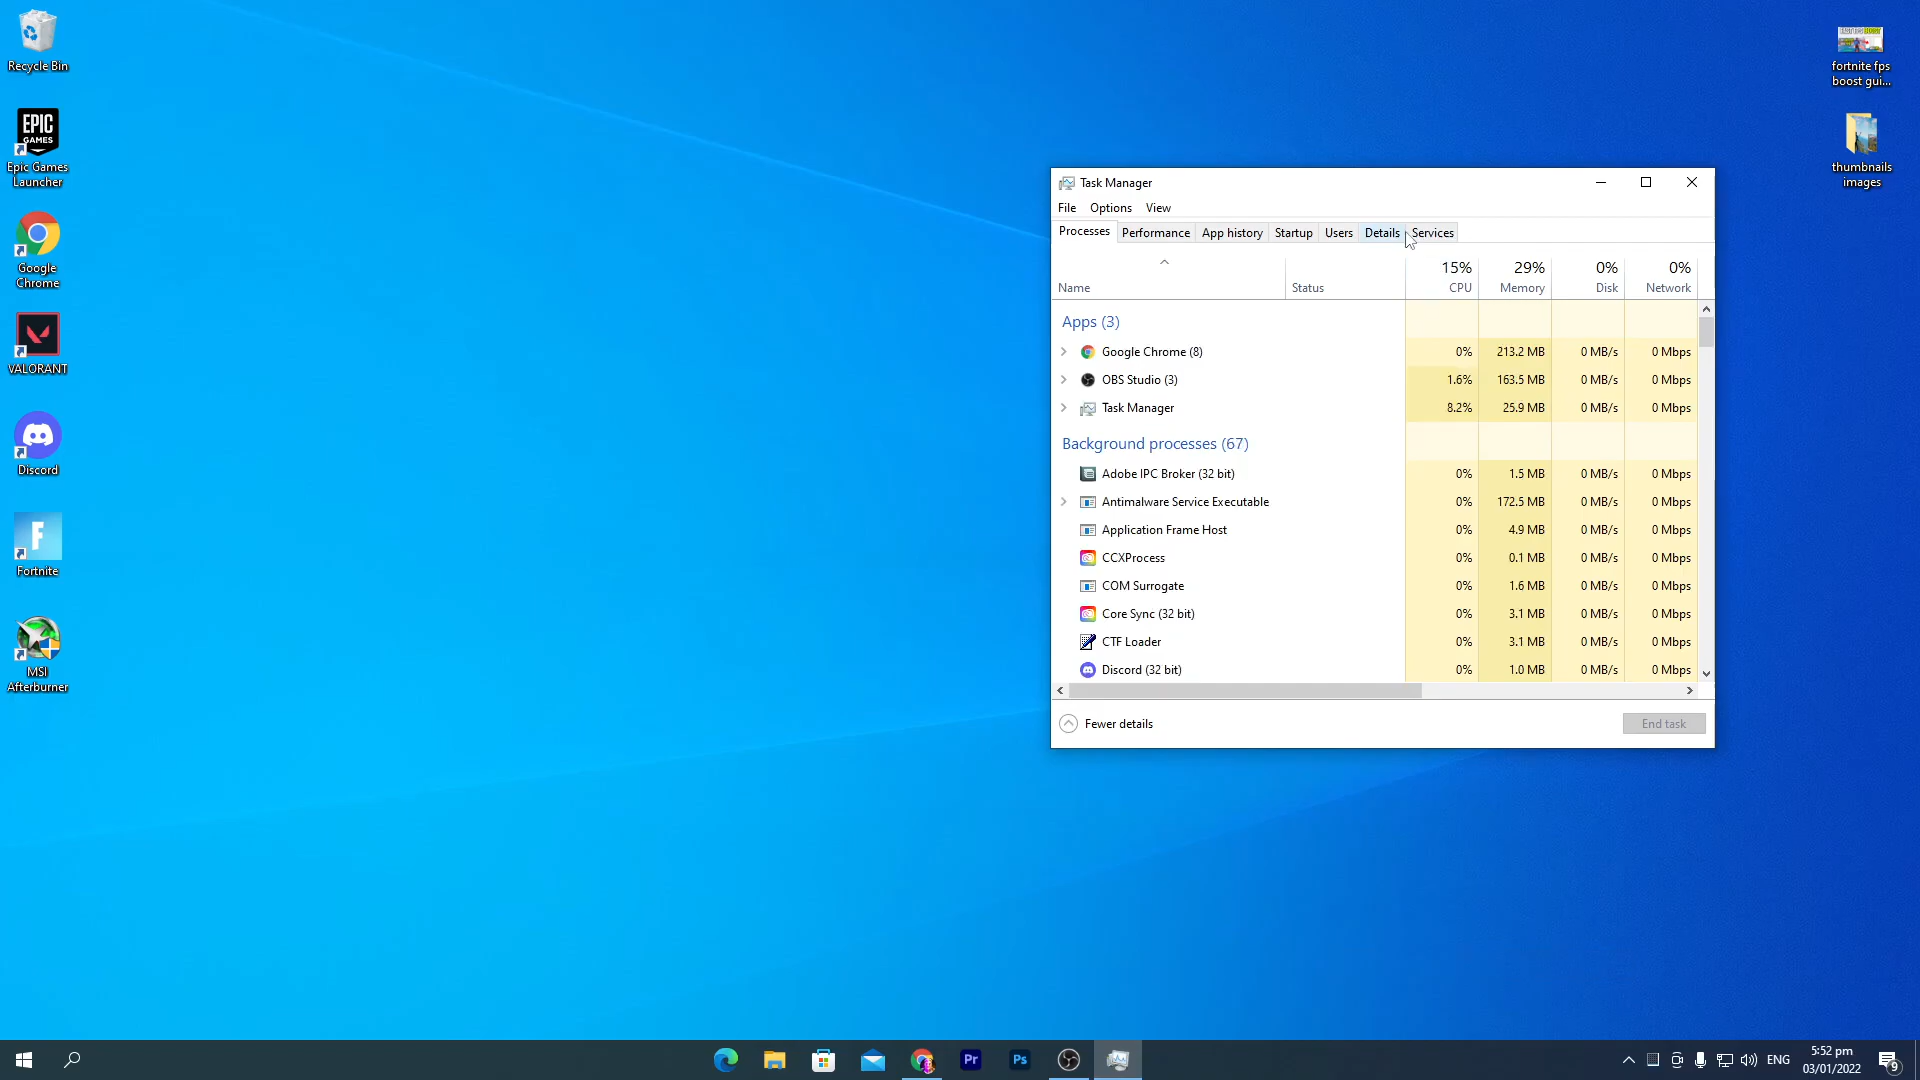 Recycle Bin
EPIC
GAMES
Epic Games
Launcher
Google
Chrome
VALORANT
Discord
F
Fortnite
MSI
Afterburner
fortnite fps
boost gui...
thumbnails
images
Task Manager
File Options View
Processes Performance App history Startup Users Details Services
15% 29% 0% 0%
Name Status CPU Memory Disk Network
Apps (3)
Google Chrome (8) 0% 213.2 MB 0 MB/s 0 Mbps
OBS Studio (3) 1.6% 163.5 MB 0 MB/s 0 Mbps
Task Manager 8.2% 25.9 MB 0 MB/s 0 Mbps
Background processes (67)
Adobe IPC Broker (32 bit) 0% 1.5 MB 0 MB/s 0 Mbps
Antimalware Service Executable 0% 172.5 MB 0 MB/s 0 Mbps
Application Frame Host 0% 4.9 MB 0 MB/s 0 Mbps
CCXProcess 0% 0.1 MB 0 MB/s 0 Mbps
COM Surrogate 0% 1.6 MB 0 MB/s 0 Mbps
Core Sync (32 bit) 0% 3.1 MB 0 MB/s 0 Mbps
CTF Loader 0% 3.1 MB 0 MB/s 0 Mbps
Discord (32 bit) 0% 1.0 MB 0 MB/s 0 Mbps
Fewer details End task
Pr Ps
ENG
5:52 pm
03/01/2022
9